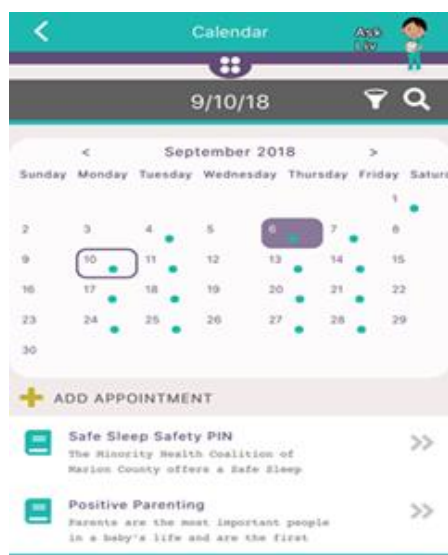 Calendar
Ask
Liv
9/10/18
< September 2018 >
Sunday Monday Tuesday Wednesday Thursday Friday Satur
1
2 3 4 5 6 7 8
9 10 11 12 13 14 15
16 17 18 19 20 21 22
23 24 25 26 27 28 29
30
ADD APPOINTMENT
Safe Sleep Safety PIN
The Minority Health Coalition of
Marion County offers a Safe Sleep
Positive Parenting
Parents are the most important people
in a baby's life and are the first